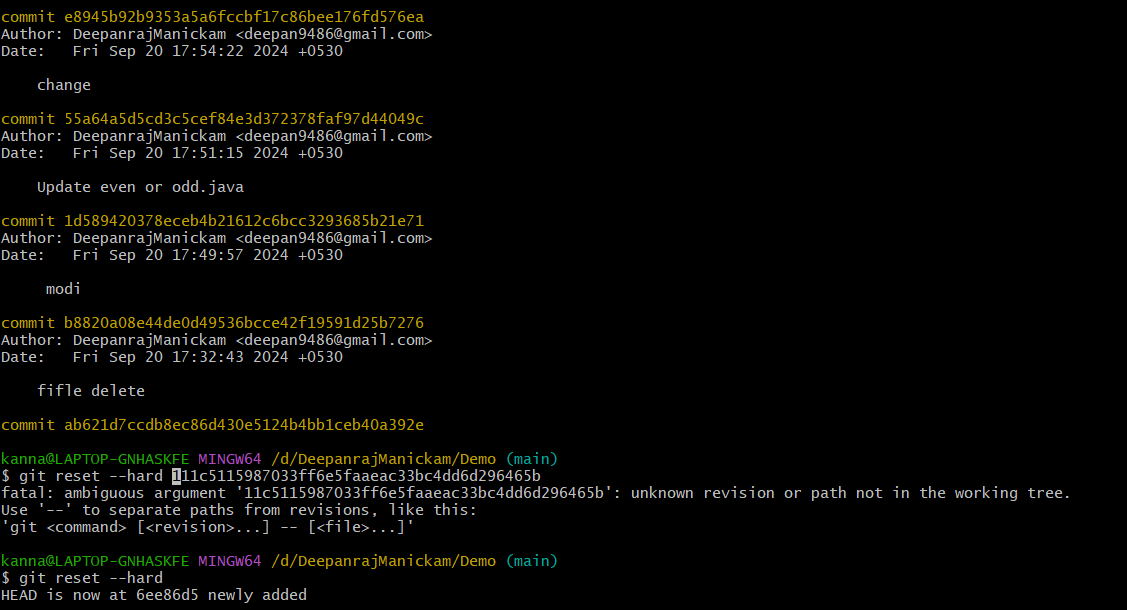 commit e8945b92b9353a5a6fccbf17c86bee176fd576ea
Author: DeepanrajManickam <deepan9486@gmail.com>
Date:   Fri Sep 20 17:54:22 2024 +0530
    change
commit 55a64a5d5cd3c5cef84e3d372378faf97d44049c
Author: DeepanrajManickam <deepan9486@gmail.com>
Date:   Fri Sep 20 17:51:15 2024 +0530
    Update even or odd.java
commit 1d589420378eceb4b21612c6bcc3293685b21e71
Author: DeepanrajManickam <deepan9486@gmail.com>
Date:   Fri Sep 20 17:49:57 2024 +0530
     modi
commit b8820a08e44de0d49536bcce42f19591d25b7276
Author: DeepanrajManickam <deepan9486@gmail.com>
Date:   Fri Sep 20 17:32:43 2024 +0530
    fifle delete
commit ab621d7ccdb8ec86d430e5124b4bb1ceb40a392e
kanna@LAPTOP-GNHASKFE MINGW64 /d/DeepanrajManickam/Demo (main)
$ git reset --hard 111c5115987033ff6e5faaeac33bc4dd6d296465b
fatal: ambiguous argument '11c5115987033ff6e5faaeac33bc4dd6d296465b': unknown revision or path not in the working tree.
Use '--' to separate paths from revisions, like this:
'git <command> [<revision>...] -- [<file>...]'
kanna@LAPTOP-GNHASKFE MINGW64 /d/DeepanrajManickam/Demo (main)
$ git reset --hard
HEAD is now at 6ee86d5 newly added